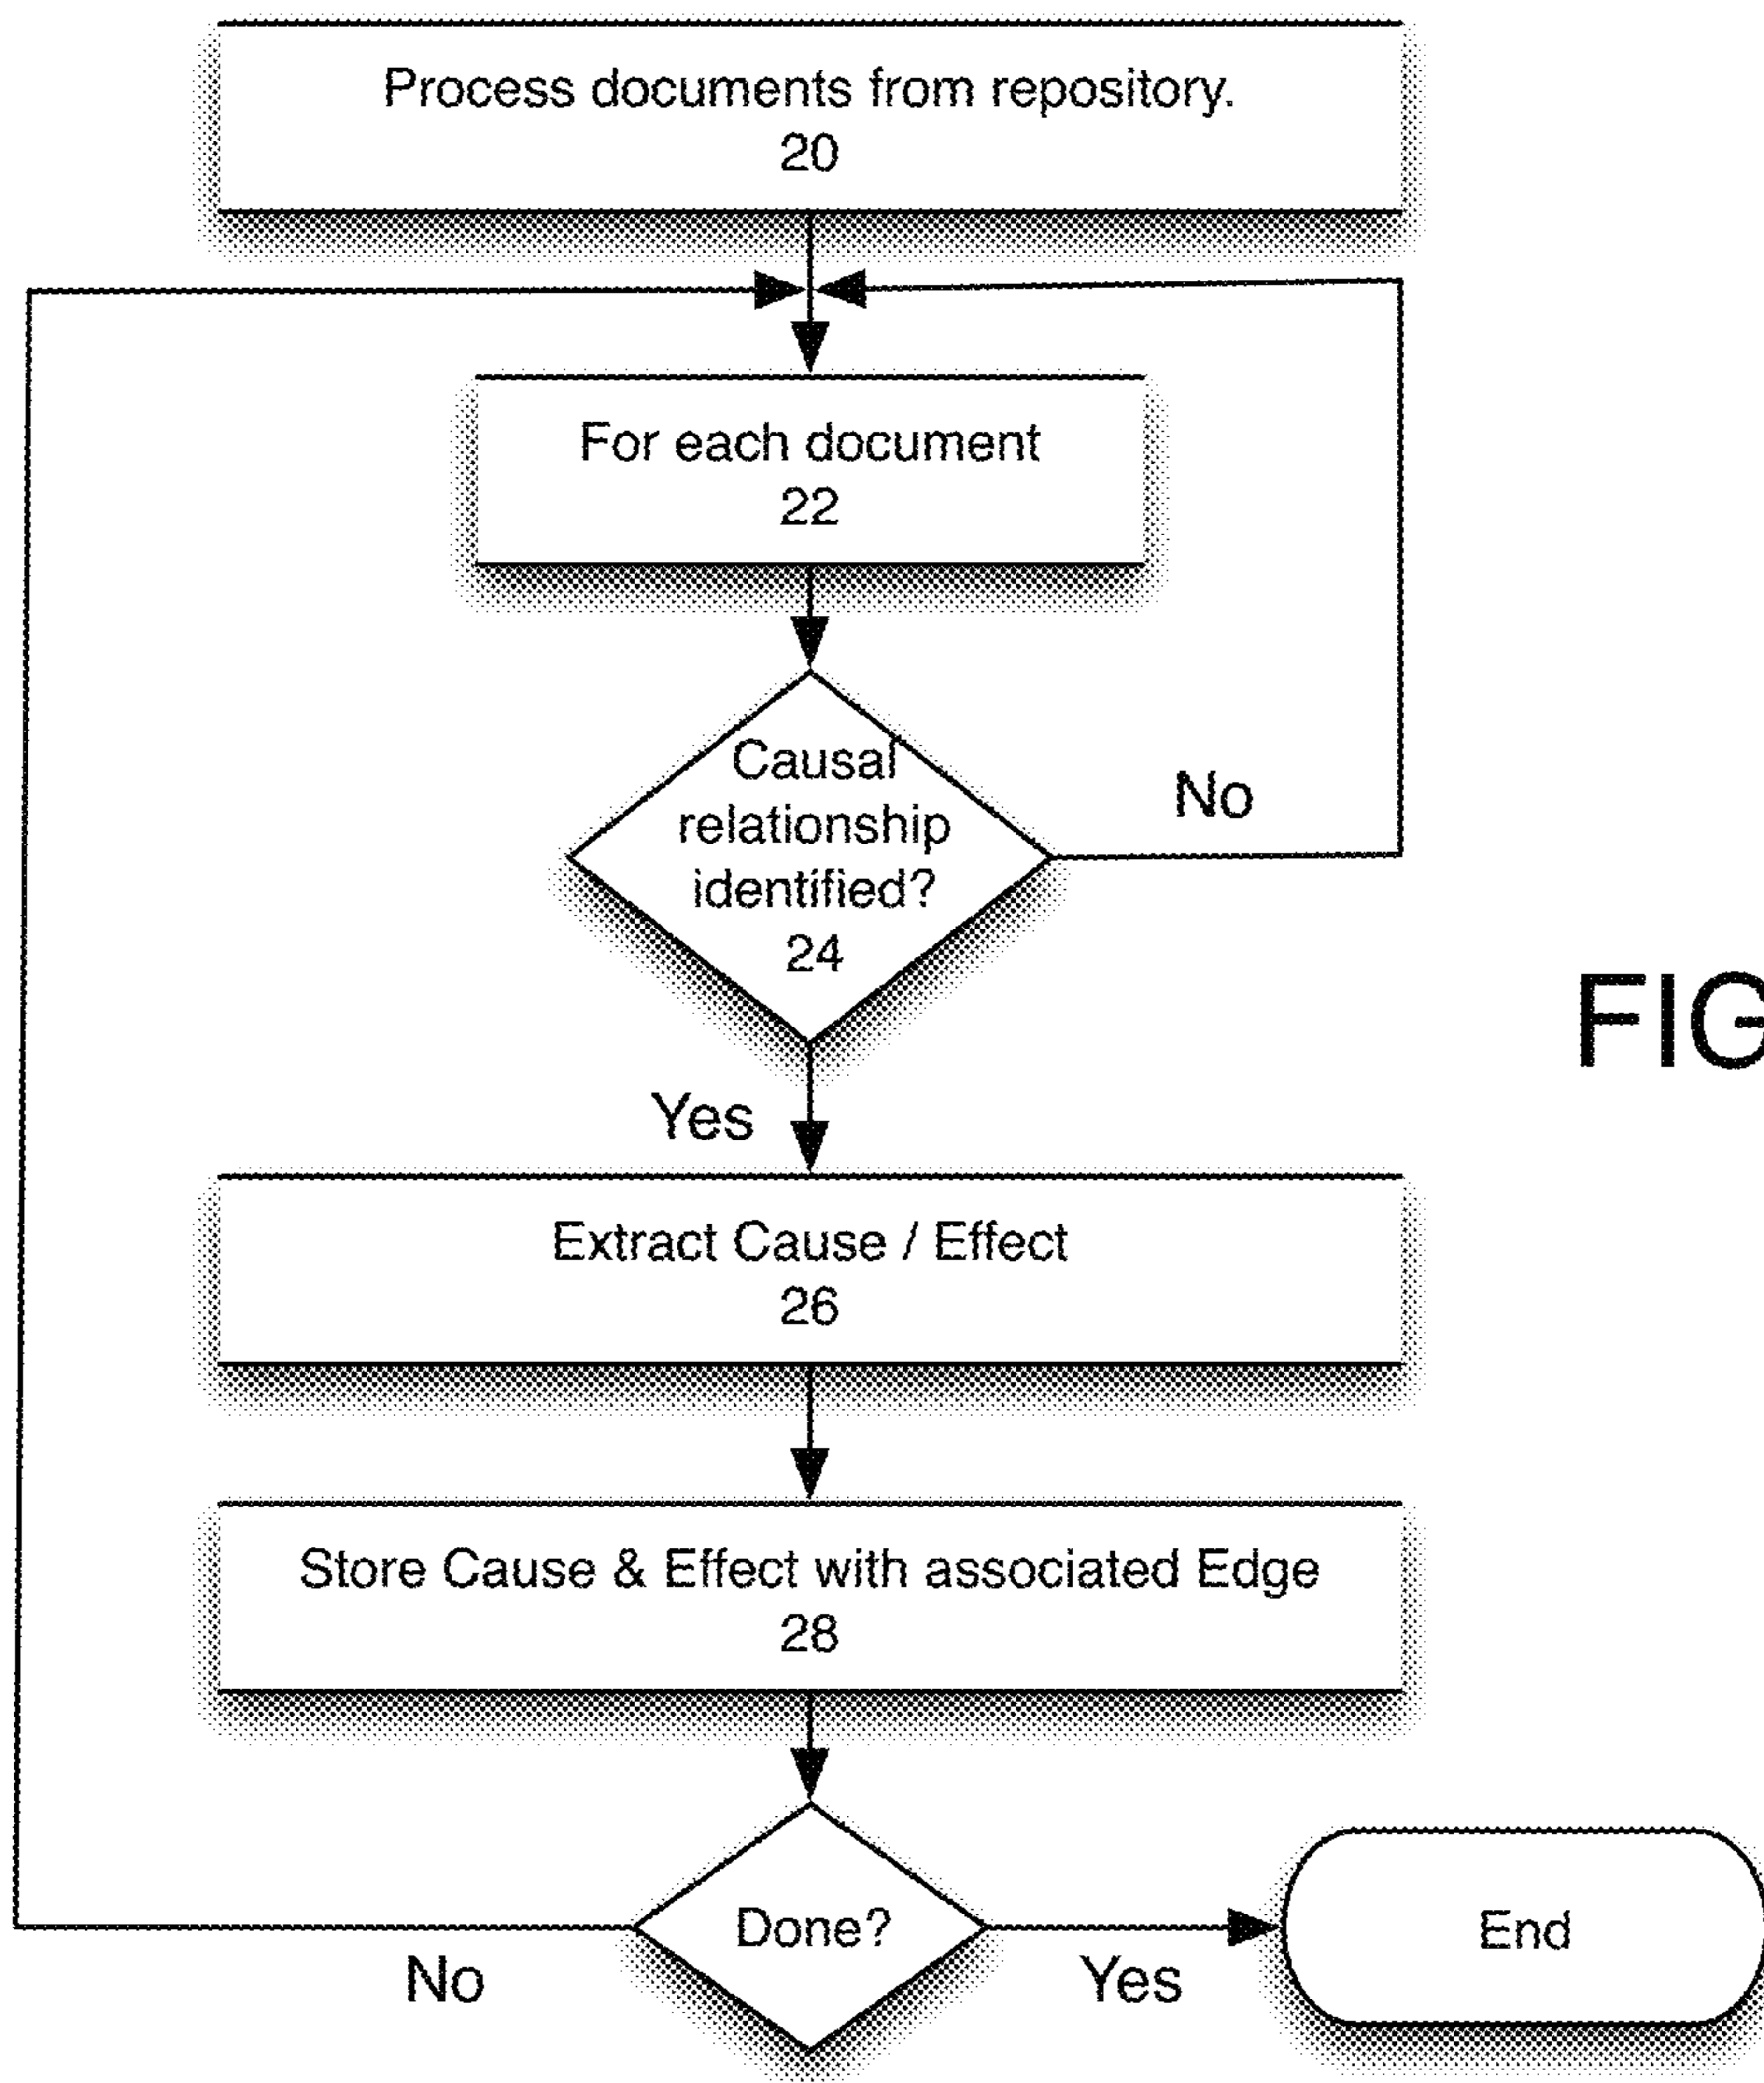 Process documents from repository.
20
For each document
22
Causal
relationship
identified?
24
No
FIG
Yes
Extract Cause / Effect
26
Store Cause & Effect with associated Edge
28
Done?
End
No
Yes